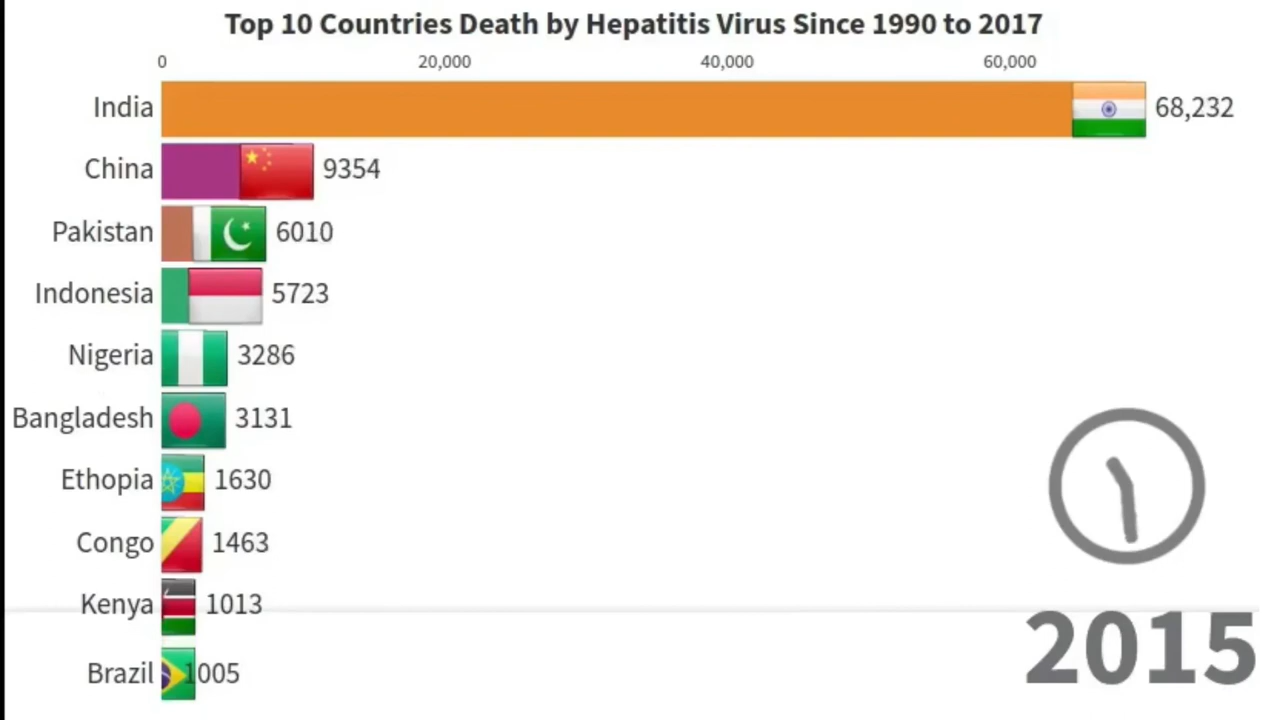 Top 10 Countries Death by Hepatitis Virus Since 1990 to 2017
0 20,000 40,000 60,000
India 68,232
China 9354
Pakistan 6010
Indonesia 5723
Nigeria 3286
Bangladesh 3131
Ethopia 1630
Congo 1463
Kenya 1013
Brazil 1005
2015